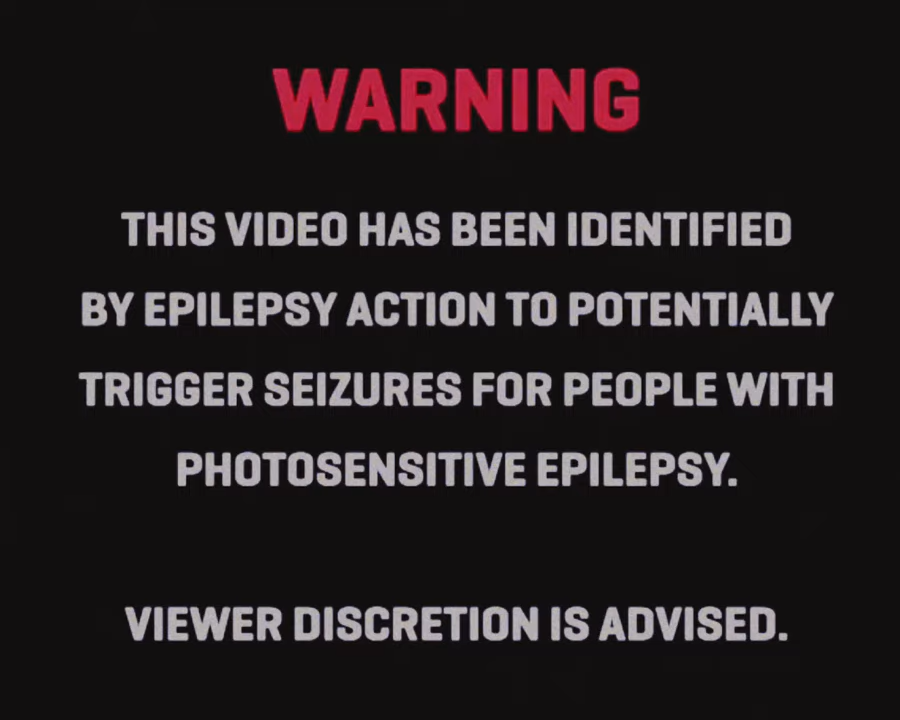 WARNING
THIS VIDEO HAS BEEN IDENTIFIED
BY EPILEPSY ACTION TO POTENTIALLY
TRIGGER SEIZURES FOR PEOPLE WITH
PHOTOSENSITIVE EPILEPSY.
VIEWER DISCRETION IS ADVISED.